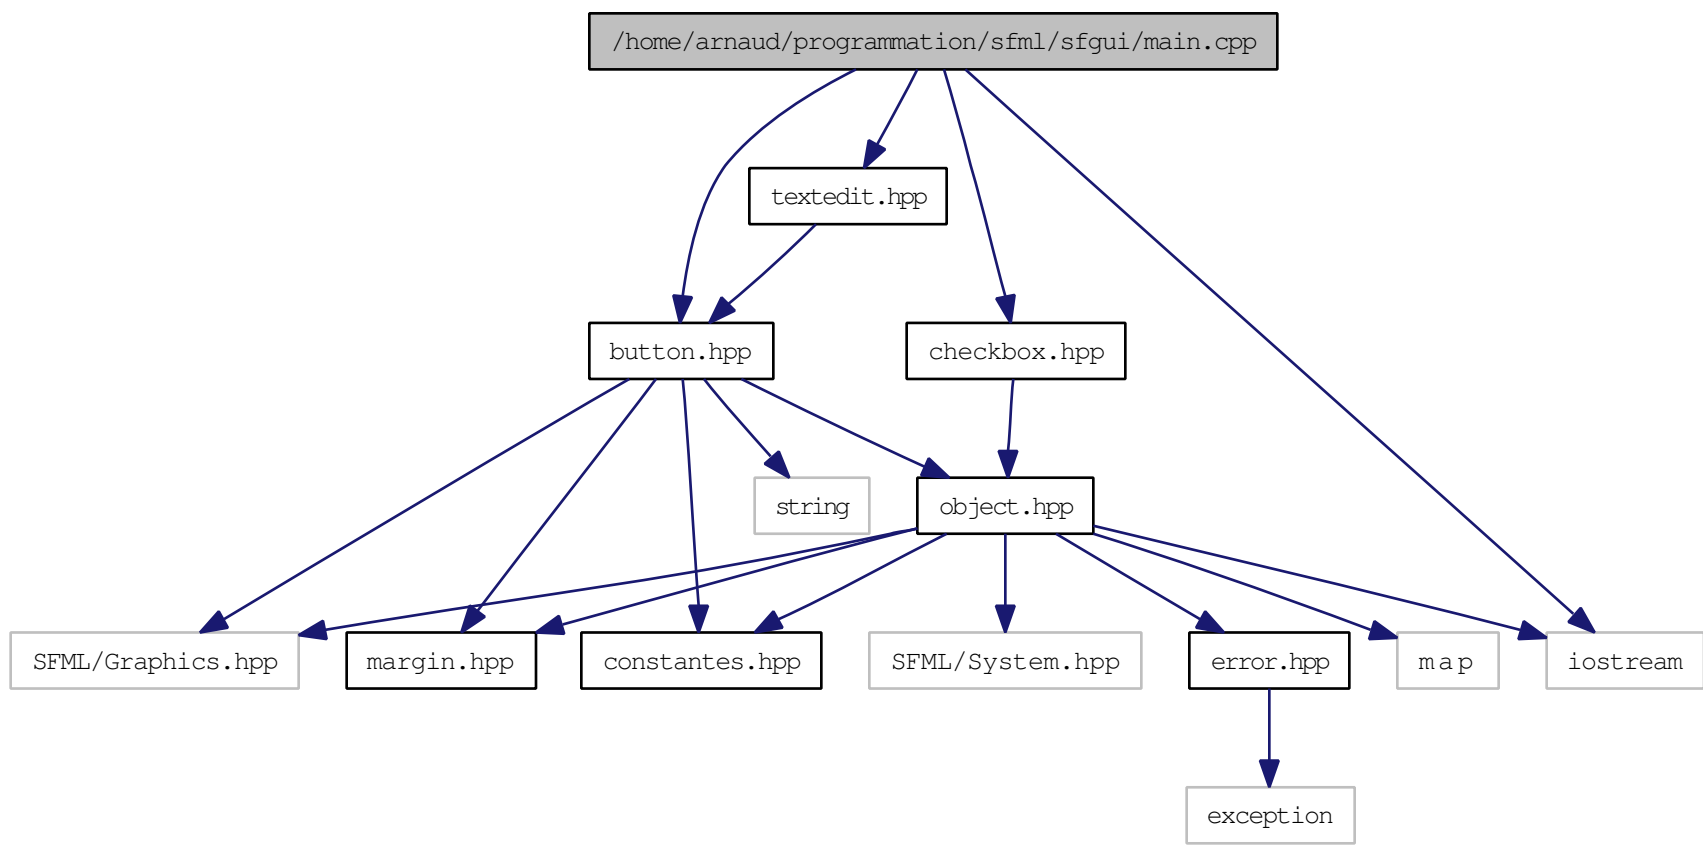 /home/arnaud/programmation/sfml/sfgui/main.cpp
textedit.hpp
button.hpp
checkbox.hpp
string
object.hpp
SFML/Graphics.hpp
margin.hpp
constantes.hpp
SFML/System.hpp
error.hpp
map
iostream
exception